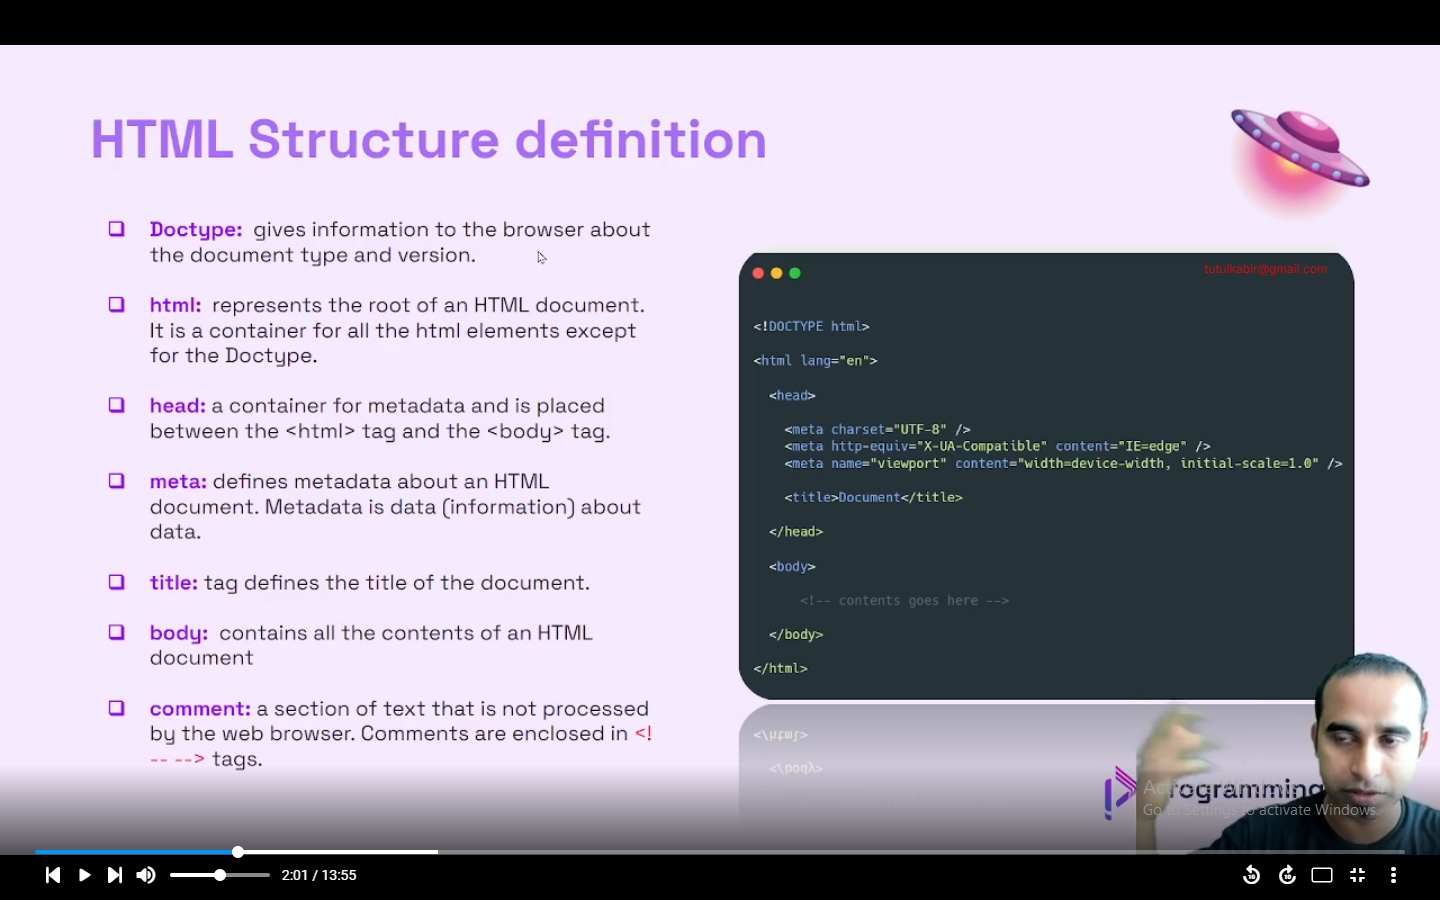 HTML Structure definition
❏ Doctype: gives information to the browser about
the document type and version.
❏ html: represents the root of an HTML document.
It is a container for all the html elements except
for the Doctype.
❏ head: a container for metadata and is placed
between the <html> tag and the <body> tag.
❏ meta: defines metadata about an HTML
document. Metadata is data (information) about
data.
❏ title: tag defines the title of the document.
❏ body: contains all the contents of an HTML
document
❏ comment: a section of text that is not processed
by the web browser. Comments are enclosed in <!
-- --> tags.
tutulkabir@gmail.com
<!DOCTYPE html>
<html lang="en">
<head>
<meta charset="UTF-8" />
<meta http-equiv="X-UA-Compatible" content="IE=edge" />
<meta name="viewport" content="width=device-width, initial-scale=1.0" />
<title>Document</title>
</head>
<body>
<!-- contents goes here -->
</body>
</html>
</html>
</body>
rogramming
Activate Windows
Go to Settings to activate Windows.
2:01 / 13:55
10 10